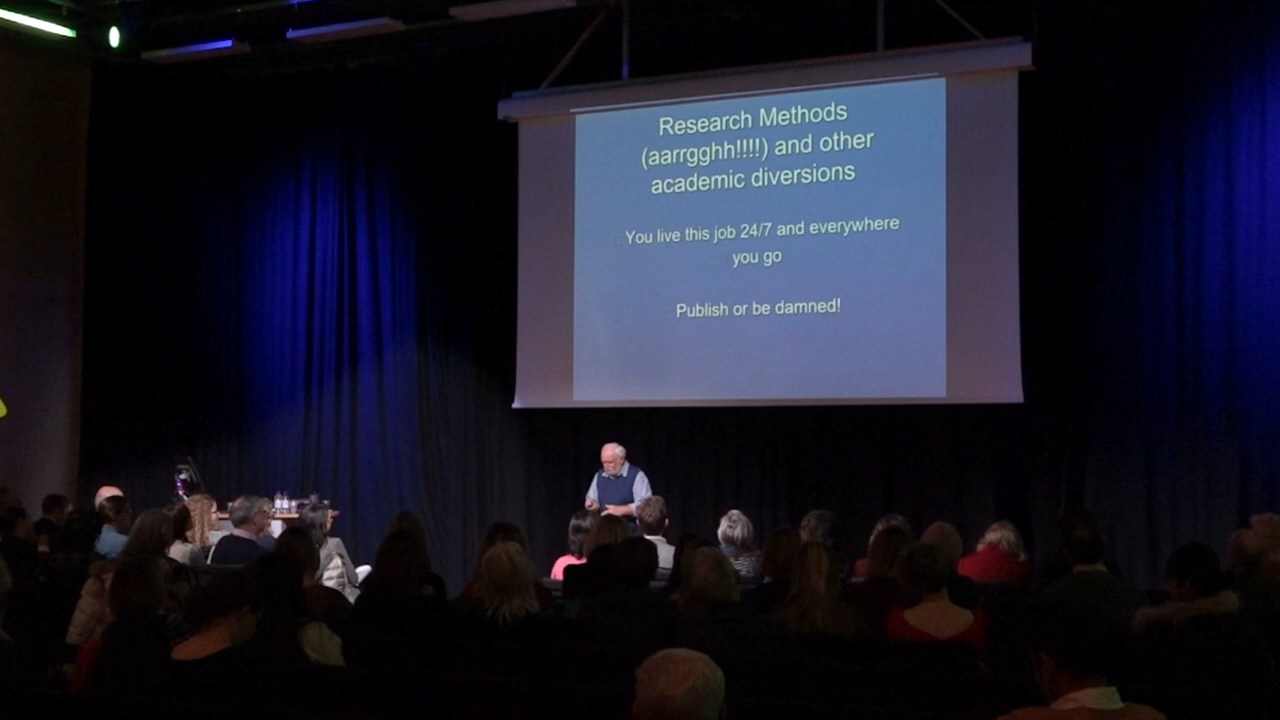 Research Methods
(aarrgghh!!!!) and other
academic diversions
You live this job 24/7 and everywhere
you go
Publish or be damned!